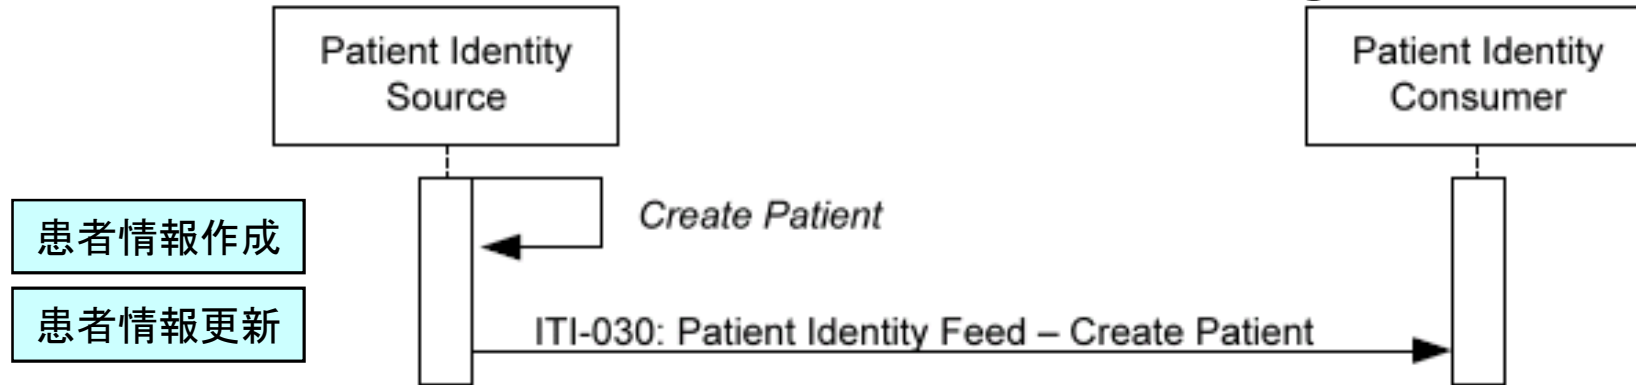 Patient Identity
Source
Patient Identity
Consumer
Create Patient
患者情報作成
患者情報更新
ITI-030: Patient Identity Feed – Create Patient